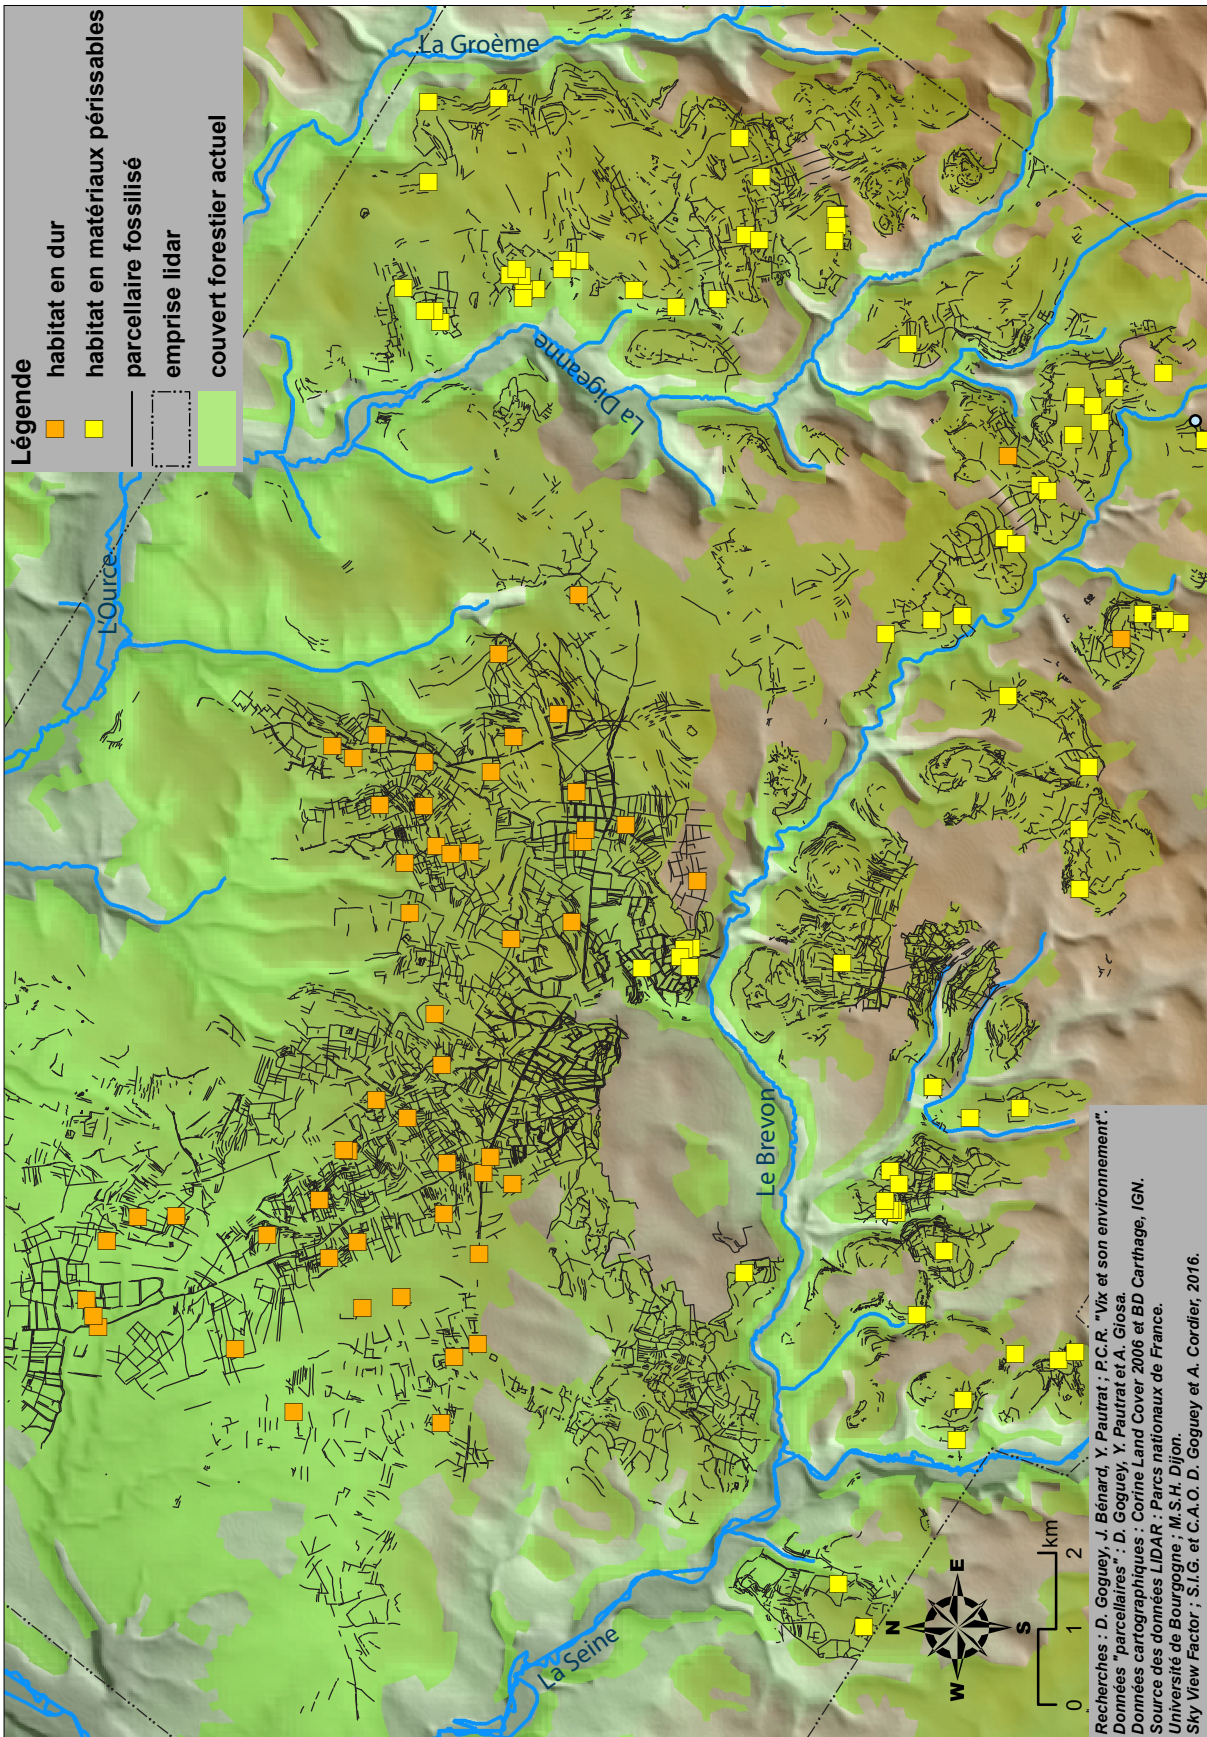 Légende
habitat en dur
habitat en matériaux périssables
parcellaire fossilisé
emprise lidar
couvert forestier actuel
La Groème
L'Ource
La Digeanne
Le Brevon
La Seine
N
W
E
S
0
1
2
km
Recherches : D. Goguey, J. Bénard, Y. Pautrat ; P.C.R. "Vix et son environnement".
Données "parcellaires" : D. Goguey, Y. Pautrat et A. Giosa.
Données cartographiques : Corine Land Cover 2006 et BD Carthage, IGN.
Source des données LIDAR : Parcs nationaux de France.
Université de Bourgogne ; M.S.H. Dijon.
Sky View Factor ; S.I.G. et C.A.O. D. Goguey et A. Cordier, 2016.